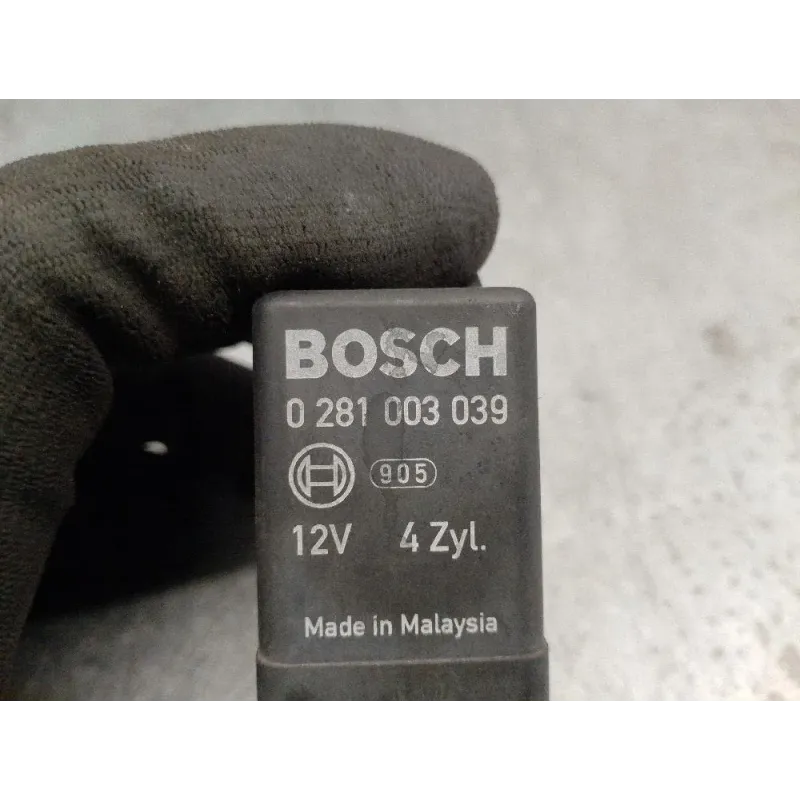 BOSCH
0 281 003 039
905
12V 4 Zyl.
Made in Malaysia